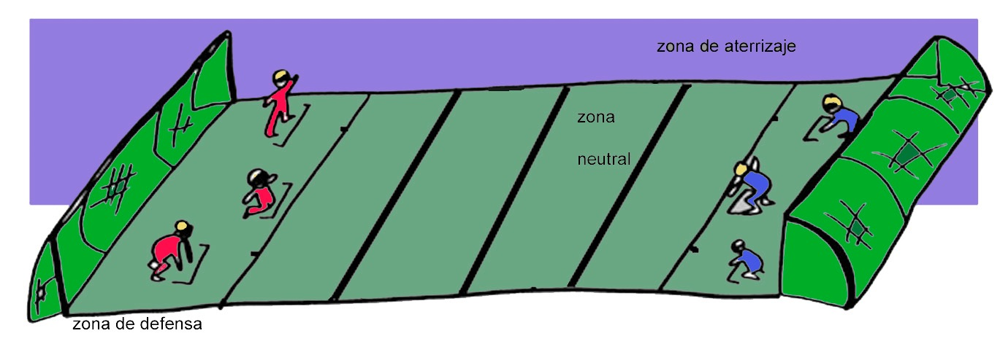 zona de aterrizaje
zona
neutral
zona de defensa